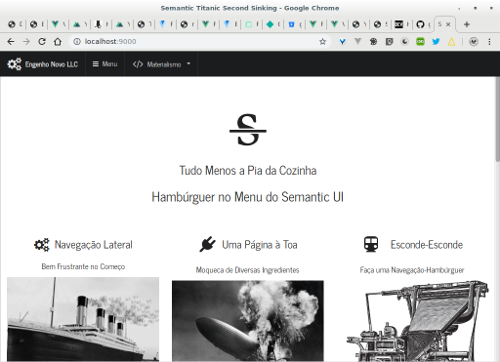 Semantic Titanic Second Sinking - Google Chrome
localhost:9000
Engenho Novo LLC
Menu
Materialismo
S
Tudo Menos a Pia da Cozinha
Hambúrguer no Menu do Semantic UI
Navegação Lateral
Uma Página à Toa
Esconde-Esconde
Bem Frustrante no Começo
Moqueca de Diversas Ingredientes
Faça uma Navegação-Hambúrguer